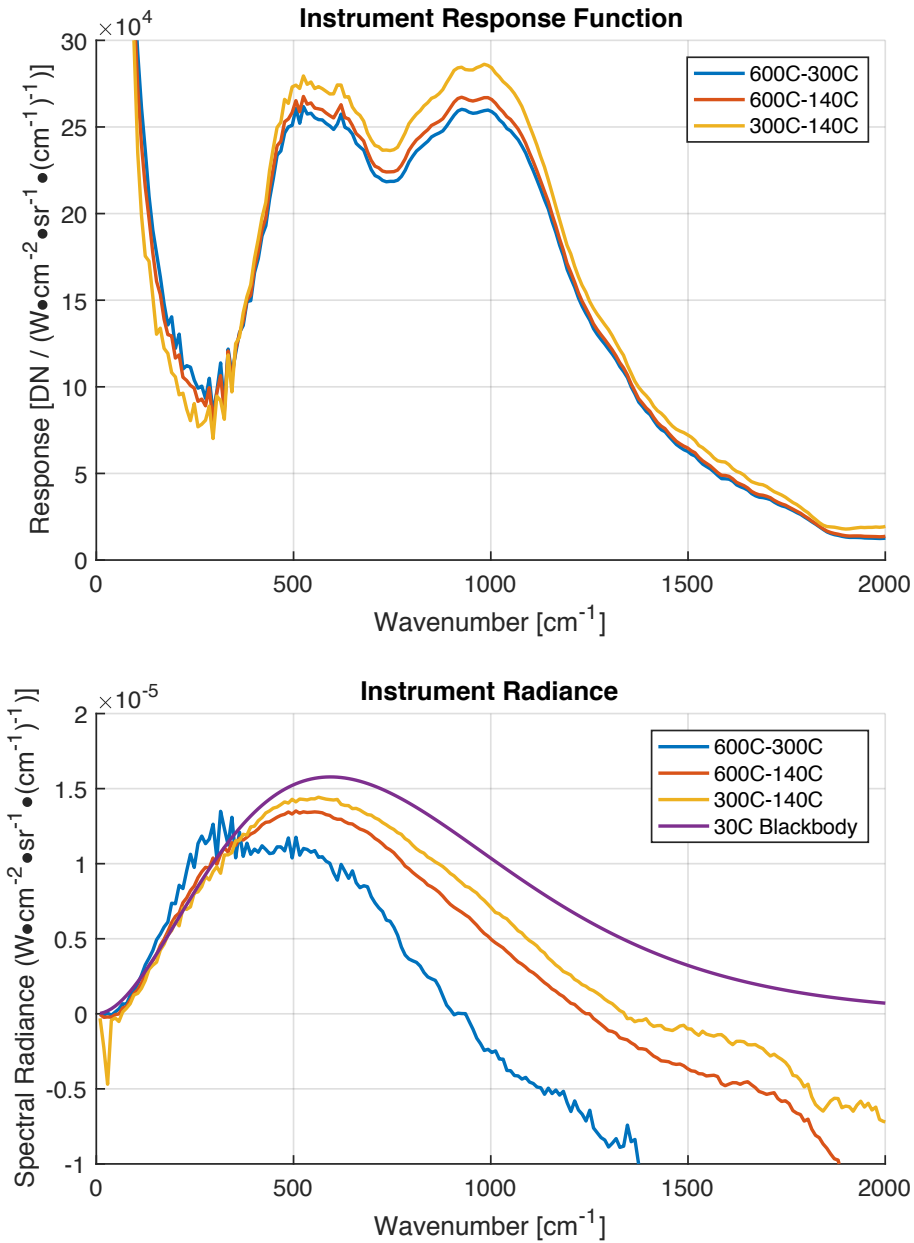 Instrument Response Function
×10⁴
Response [DN / (W●cm⁻²●sr⁻¹●(cm⁻¹)⁻¹)]
30
25
20
15
10
5
0
0 500 1000 1500 2000
Wavenumber [cm⁻¹]
600C-300C
600C-140C
300C-140C
Instrument Radiance
×10⁻⁵
Spectral Radiance (W●cm⁻²●sr⁻¹●(cm⁻¹)⁻¹)]
2
1.5
1
0.5
0
-0.5
-1
0 500 1000 1500 2000
Wavenumber [cm⁻¹]
600C-300C
600C-140C
300C-140C
30C Blackbody